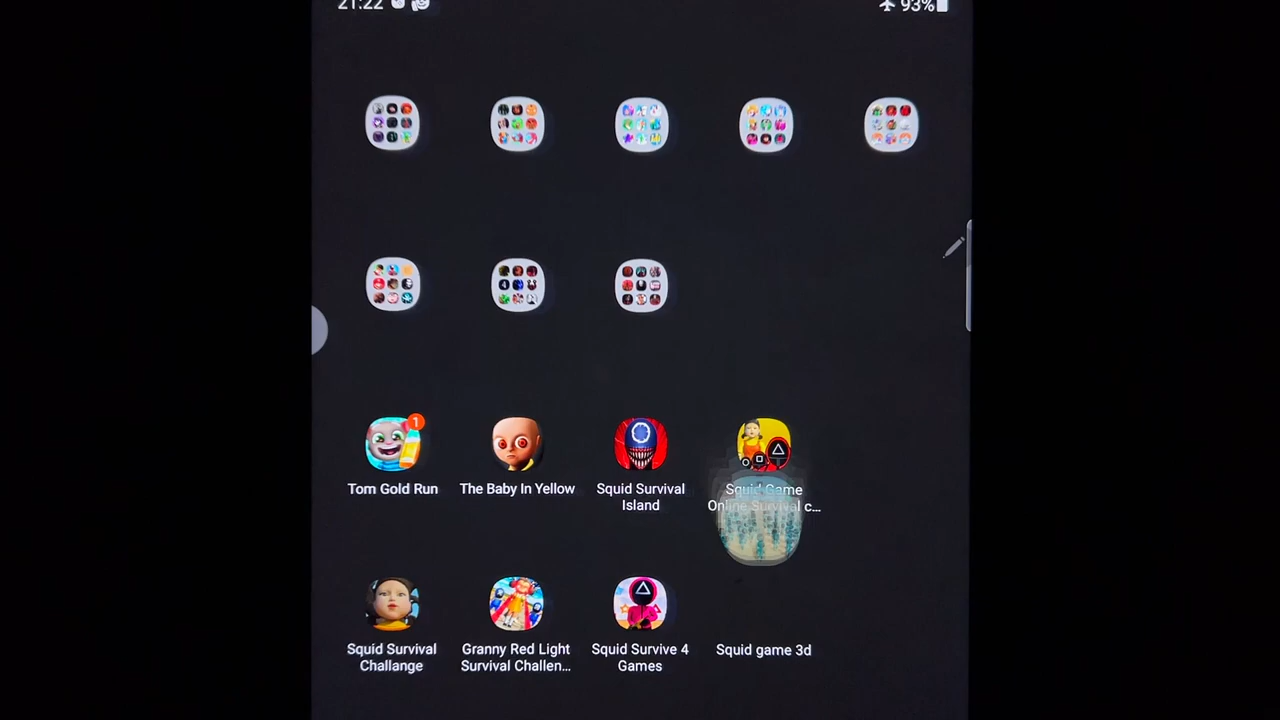 21:22 93%
1
Tom Gold Run The Baby In Yellow Squid Survival Squid Game
Island Online Survival c...
Squid Survival Granny Red Light Squid Survive 4 Squid game 3d
Challange Survival Challen... Games